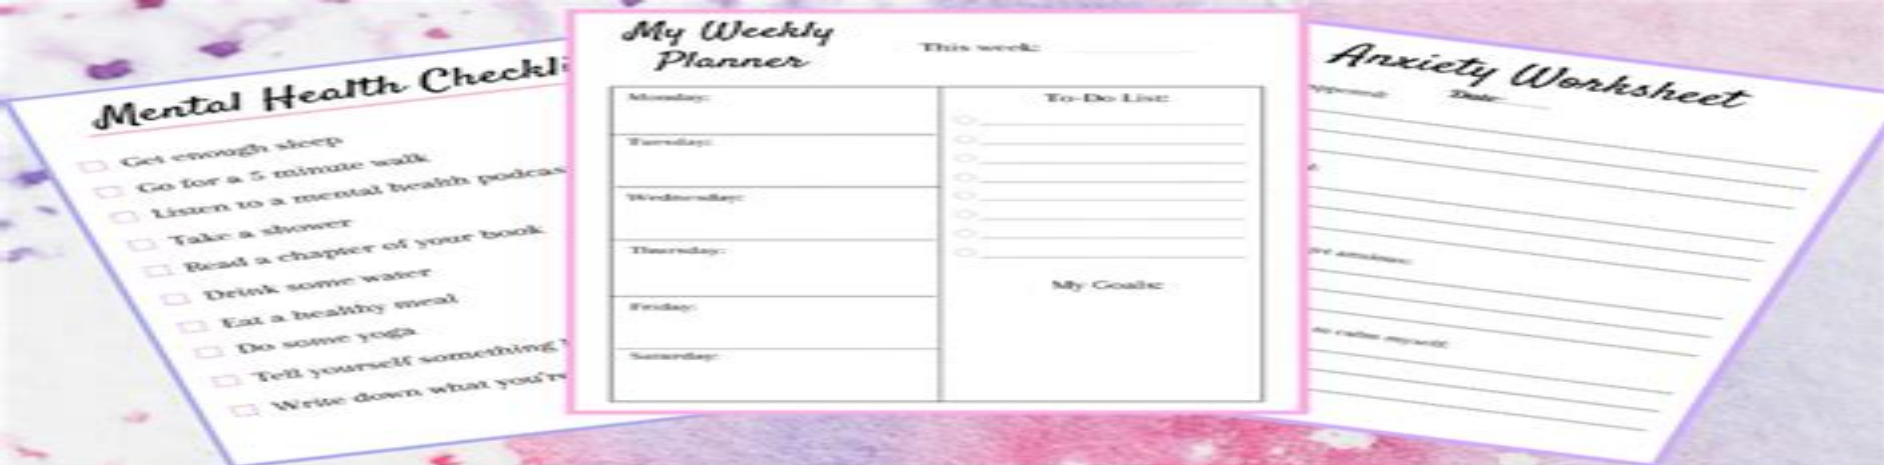 Mental Health Checkli
Get enough sleep
Go for a 5 minute walk
Listen to a mental health podcas
Take a shower
Read a chapter of your book
Drink some water
Eat a healthy meal
Do some yoga
Tell yourself something
Write down what you're
My Weekly
Planner
This week:
Monday:
Tuesday:
Wednesday:
Thursday:
Friday:
Saturday:
To-Do List:
My Goals:
Anxiety Worksheet
Date:
to calm myself: